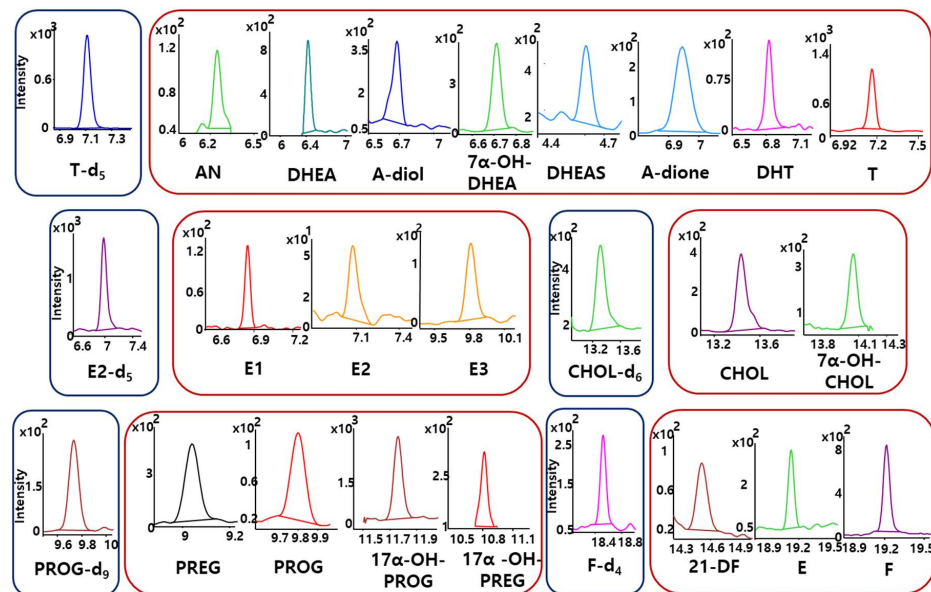 x10³
Intensity
0.6
0
6.9 7.1 7.3
T-d₅
x10²
1.2
0.8
0.4
6 6.2 6.5
AN
x10²
8
4
0
6 6.4 7
DHEA
x10²
3.5
2
0.5
6.5 6.7 7
A-diol
x10²
3
0
6.6 6.7 6.8
7α-OH-
DHEA
x10²
5
2
4.4 4.7
DHEAS
x10²
2
1
0
6.9 7
A-dione
x10²
0.75
0
6.5 6.8 7.1
DHT
x10³
1.4
0.6
0
6.92 7.2 7.5
T
x10³
Intensity
1
0
6.6 7 7.4
E2-d₅
x10²
1.2
0.6
0
6.6 6.9 7.2
E1
1
x10
5
2
0
7.1 7.4
E2
x10²
1
0
9.5 9.8 10.1
E3
x10²
Intensity
4
2
13.2 13.6
CHOL-d₆
x10²
4
2
0
13.2 13.6
CHOL
x10²
3
1
13.8 14.1 14.3
7α-OH-
CHOL
x10²
Intensity
3
1.5
0
9.6 9.8 10
PROG-d₉
x10²
3
0
9 9.2
PREG
x10²
1
0.6
0.2
9.7 9.8 9.9
PROG
x10³
1.5
0
11.5 11.7 11.9
17α-OH-
PROG
x10²
2.5
1
10.5 10.8 11.1
17α -OH-
PREG
x10²
Intensity
2.5
1.5
0.5
18.4 18.8
F-d₄
x10²
1
0.6
0.2
14.3 14.6 14.9
21-DF
x10²
2
0.5
18.9 19.2 19.5
E
x10²
8
4
0
18.9 19.2 19.5
F